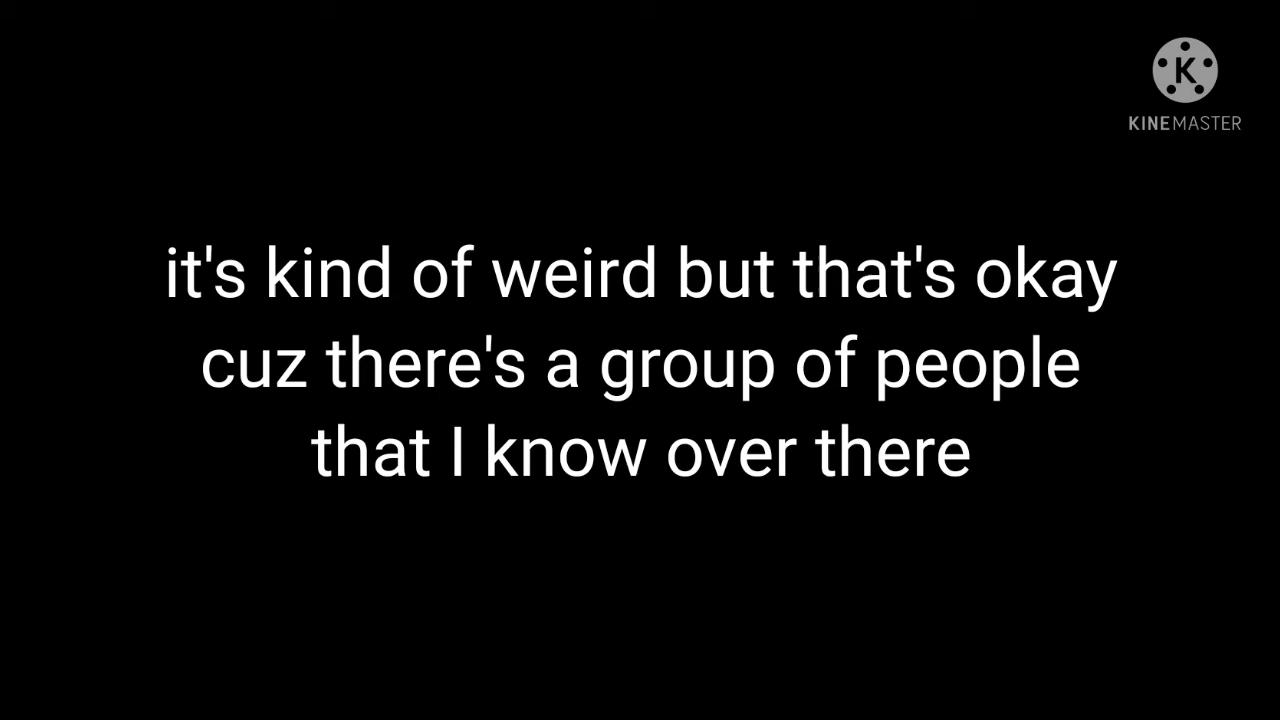 K
KINEMASTER
it's kind of weird but that's okay
cuz there's a group of people
that I know over there